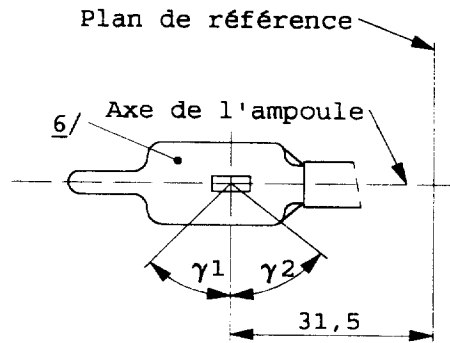 Plan de référence
Axe de l'ampoule
6/
γ1
γ2
31,5